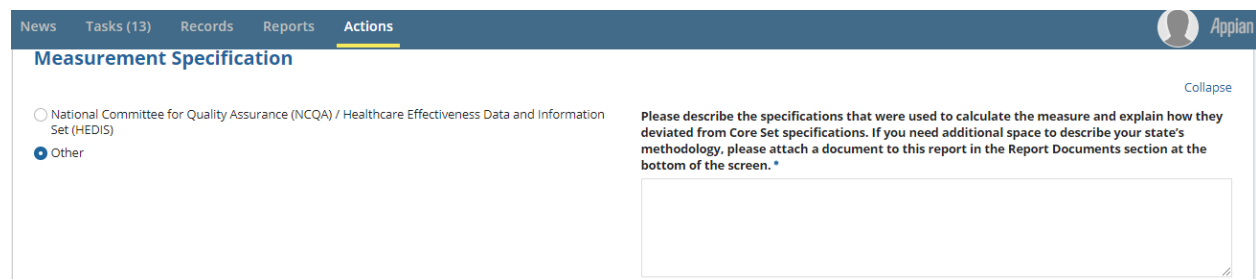 News Tasks (13) Records Reports Actions Appian
Measurement Specification
Collapse
National Committee for Quality Assurance (NCQA) / Healthcare Effectiveness Data and Information
Set (HEDIS)
Other
Please describe the specifications that were used to calculate the measure and explain how they
deviated from Core Set specifications. If you need additional space to describe your state's
methodology, please attach a document to this report in the Report Documents section at the
bottom of the screen. *